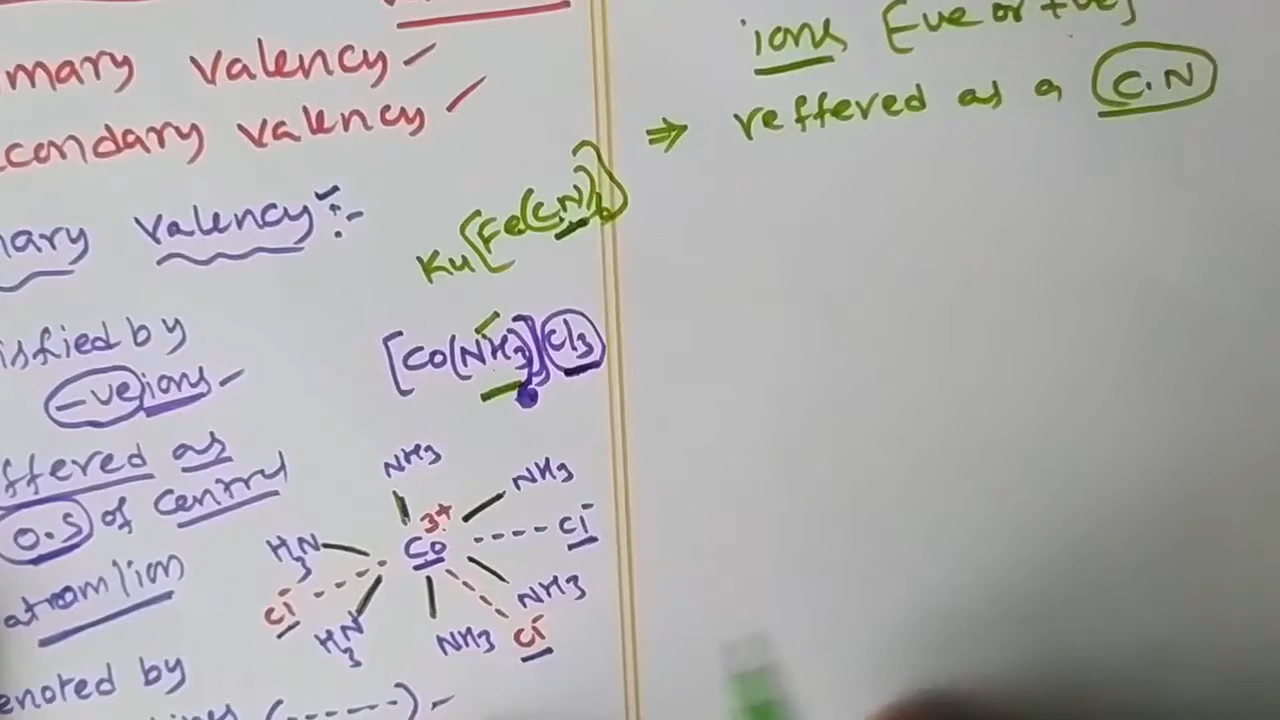 mary valency
condary valency
mary valency :-
isfied by
-ve ions
ffered as
O.S of central
atom/ion
enoted by
(------)
K4[Fe(CN)6]
[Co(NH3)6]Cl3
NH3
NH3
3+
Co
Cl-
H3N
Cl-
H3N
NH3
NH3
Cl-
ions (-ve or +ve)
⇒ reffered as a C.N